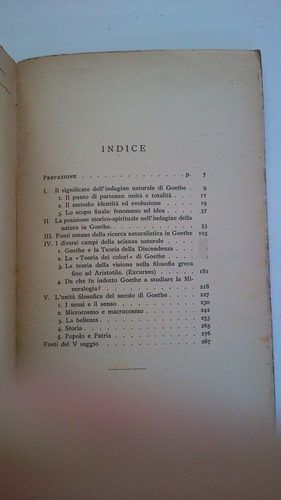 INDICE
PREFAZIONE . . . . . . . . . . . . . . p. 7
I. Il significato dell'indagine naturale di Goethe . 9
1. Il punto di partenza: unità e totalità . . . 11
2. Il metodo: identità ed evoluzione . . . .
3. Lo scopo finale: fenomeno ed idea . . . . 37
II La posizione storico-spirituale nell'indagine della
natura in Goethe. . . . . . . . . . . . 53
III. Fonti umane della ricerca naturalistica in Goethe 103
IV. I diversi campi della scienza naturale . . . .
1. Goethe e la Teoria della Discendenza . . .
2. La «Teoria dei colori» di Goethe . . . .
3. La teoria della visione nella filosofia greca
fino ad Aristotile. (Excursus) . . . . . 181
4. Da che fu indotto Goethe a studiare la Mi-
neralogia? . . . . . . . . . . . . . 218
V. L'unità filosofica del secolo di Goethe . . . . 227
1. I sensi e il senso . . . . . . . . . . 231
2. Microcosmo e macrocosmo . . . . . . . 242
3. La bellezza. . . . . . . . . . . . . 253
4. Storia . . . . . . . . . . . . . . 265
5. Popolo e Patria . . . . . . . . . . . 276
Fonti del V saggio . . . . . . . . . . . . 287